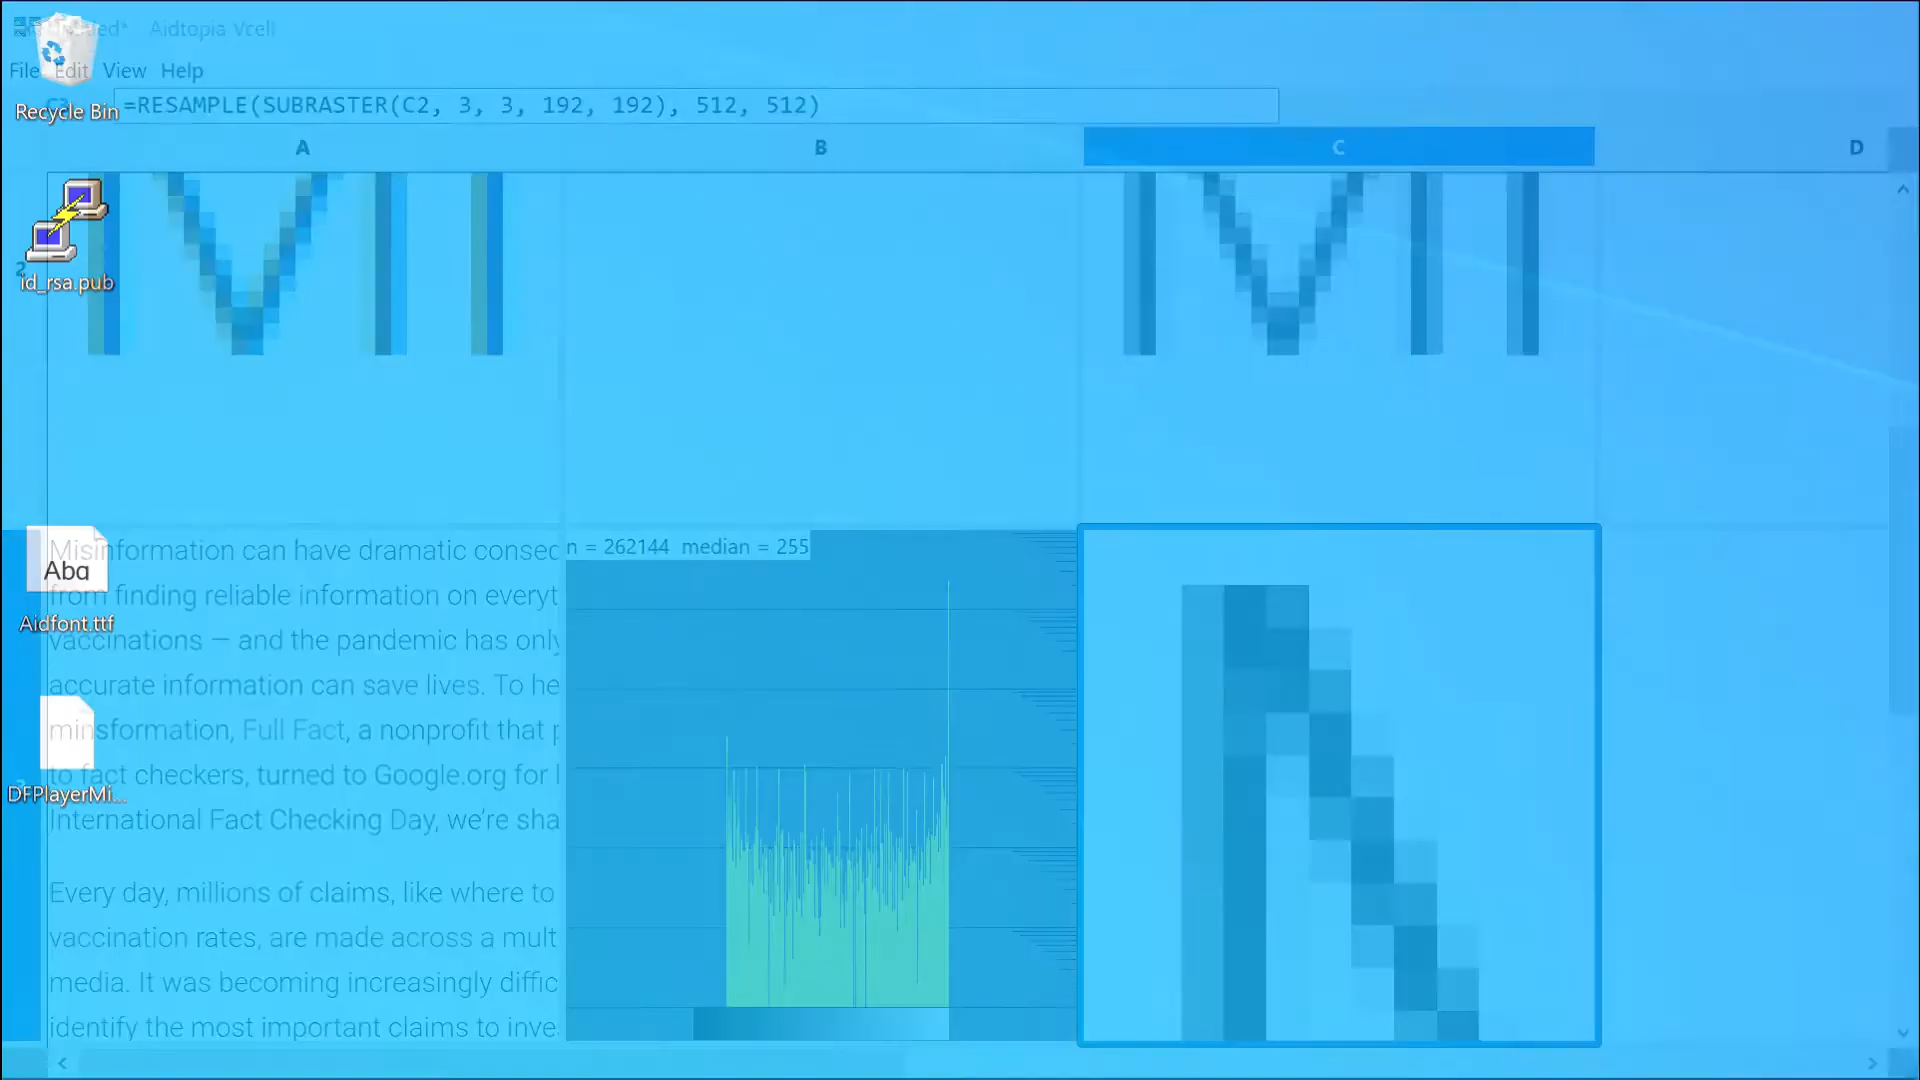 Untitled* Aidtopia Vcell
File Edit View Help
C3 =RESAMPLE(SUBRASTER(C2, 3, 3, 192, 192), 512, 512)
Recycle Bin
A B C D
2
id_rsa.pub
Misinformation can have dramatic consec
n = 262144 median = 255
Aba
from finding reliable information on everyt
Aidfont.ttf
vaccinations — and the pandemic has only
accurate information can save lives. To he
minsformation, Full Fact, a nonprofit that p
to fact checkers, turned to Google.org for
3
DFPlayerMi...
International Fact Checking Day, we're sha
Every day, millions of claims, like where to
vaccination rates, are made across a mult
media. It was becoming increasingly diffic
identify the most important claims to inve